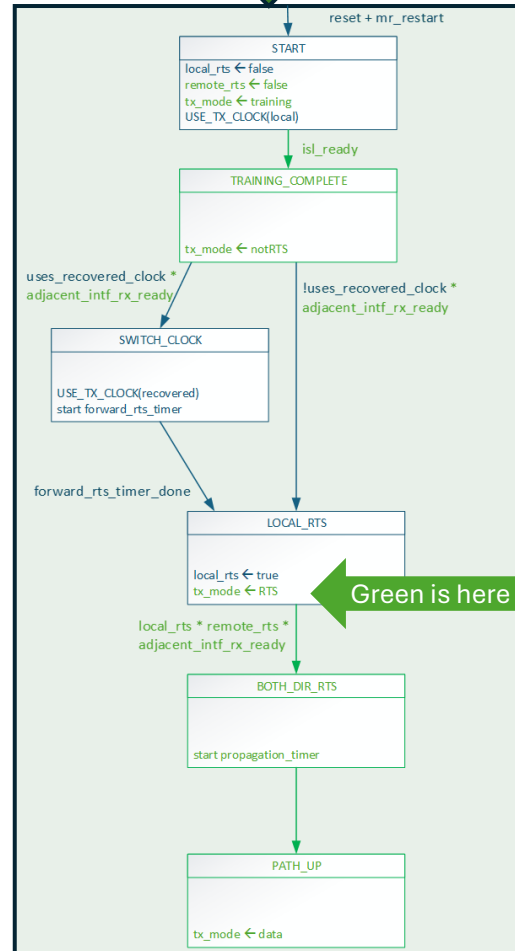 reset + mr_restart
START
local_rts ← false
remote_rts ← false
tx_mode ← training
USE_TX_CLOCK(local)
isl_ready
TRAINING_COMPLETE
tx_mode ← notRTS
uses_recovered_clock *
adjacent_intf_rx_ready
!uses_recovered_clock *
adjacent_intf_rx_ready
SWITCH_CLOCK
USE_TX_CLOCK(recovered)
start forward_rts_timer
forward_rts_timer_done
LOCAL_RTS
local_rts ← true
tx_mode ← RTS
Green is here
local_rts * remote_rts *
adjacent_intf_rx_ready
BOTH_DIR_RTS
start propagation_timer
PATH_UP
tx_mode ← data